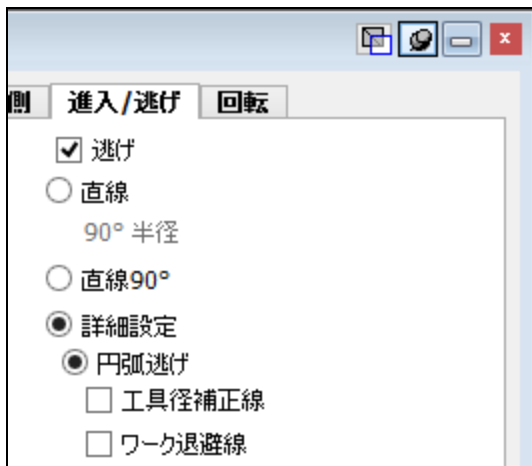 側 進入/逃げ 回転
逃げ
直線
90° 半径
直線90°
詳細設定
円弧逃げ
工具径補正線
ワーク退避線